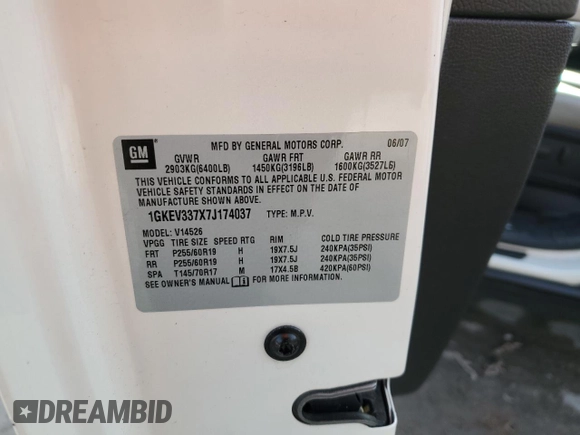 GM
MFD BY GENERAL MOTORS CORP. 06/07
GVWR GAWR FRT GAWR RR
2903KG(6400LB) 1450KG(3196LB) 1600KG(3527LB)
THIS VEHICLE CONFORMS TO ALL APPLICABLE U.S. FEDERAL MOTOR
VEHICLE SAFETY STANDARDS IN EFFECT ON THE DATE OF
MANUFACTURE SHOWN ABOVE.
1GKEV337X7J174037 TYPE: M.P.V.
MODEL: V14526
VPGG TIRE SIZE SPEED RTG RIM COLD TIRE PRESSURE
FRT P255/60R19 H 19X7.5J 240KPA(35PSI)
RR P255/60R19 H 19X7.5J 240KPA(35PSI)
SPA T145/70R17 M 17X4.5B 420KPA(60PSI)
SEE OWNER'S MANUAL FOR MORE INFORMATION.
DREAMBID